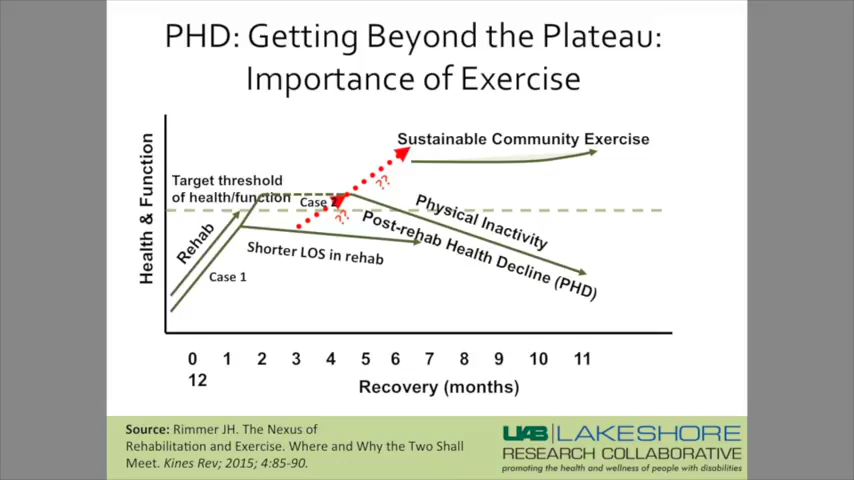 PHD: Getting Beyond the Plateau:
Importance of Exercise
Health & Function
Sustainable Community Exercise
Target threshold
of health/function
Case 2
??
??
Rehab
Case 1
Shorter LOS in rehab
Physical Inactivity
Post-rehab Health Decline (PHD)
0 1 2 3 4 5 6 7 8 9 10 11
12
Recovery (months)
Source: Rimmer JH. The Nexus of
Rehabilitation and Exercise. Where and Why the Two Shall
Meet. Kines Rev; 2015; 4:85-90.
UAB | LAKESHORE
RESEARCH COLLABORATIVE
promoting the health and wellness of people with disabilities